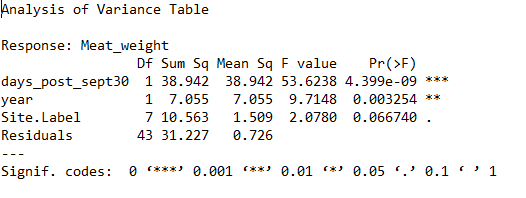 Analysis of Variance Table
Response: Meat_weight
Df Sum Sq Mean Sq F value Pr(>F)
days_post_sept30 1 38.942 38.942 53.6238 4.399e-09 ***
year 1 7.055 7.055 9.7148 0.003254 **
Site.Label 7 10.563 1.509 2.0780 0.066740 .
Residuals 43 31.227 0.726
---
Signif. codes: 0 ‘***’ 0.001 ‘**’ 0.01 ‘*’ 0.05 ‘.’ 0.1 ‘ ’ 1